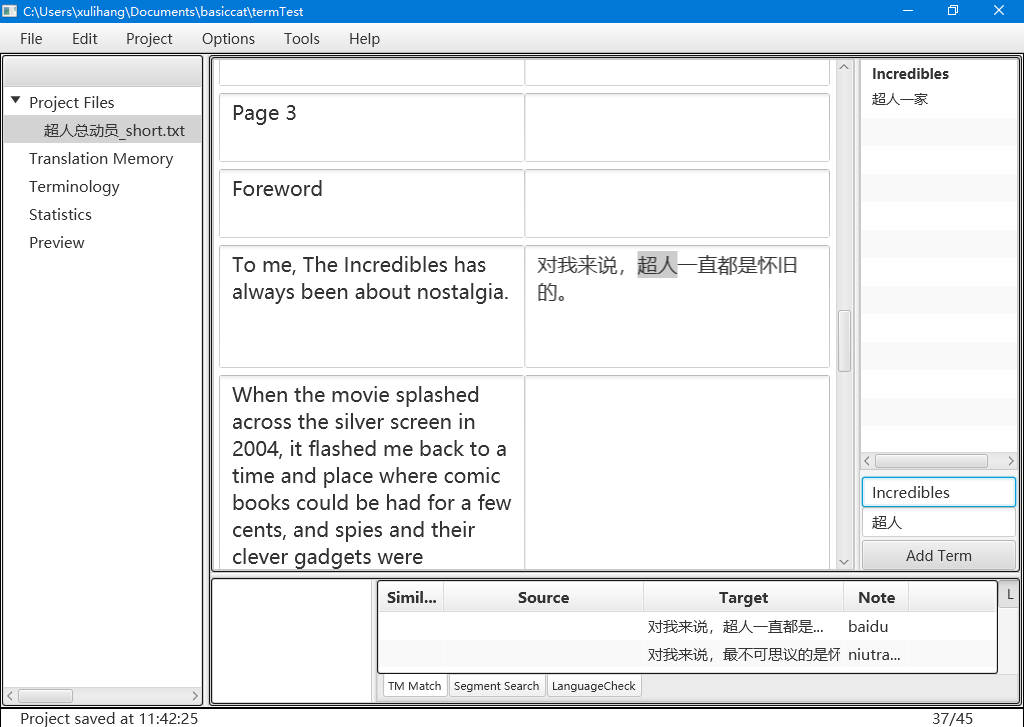 C:\Users\xulihang\Documents\basiccat\termTest
File Edit Project Options Tools Help
Project Files
超人总动员_short.txt
Translation Memory
Terminology
Statistics
Preview
Page 3
Foreword
To me, The Incredibles has
always been about nostalgia.
对我来说，超人一直都是怀旧
的。
When the movie splashed
across the silver screen in
2004, it flashed me back to a
time and place where comic
books could be had for a few
cents, and spies and their
clever gadgets were
Incredibles
超人一家
Incredibles
超人
Add Term
Simil... Source Target Note
对我来说，超人一直都是... baidu
对我来说，最不可思议的是怀 niutra...
L
TM Match Segment Search LanguageCheck
Project saved at 11:42:25 37/45